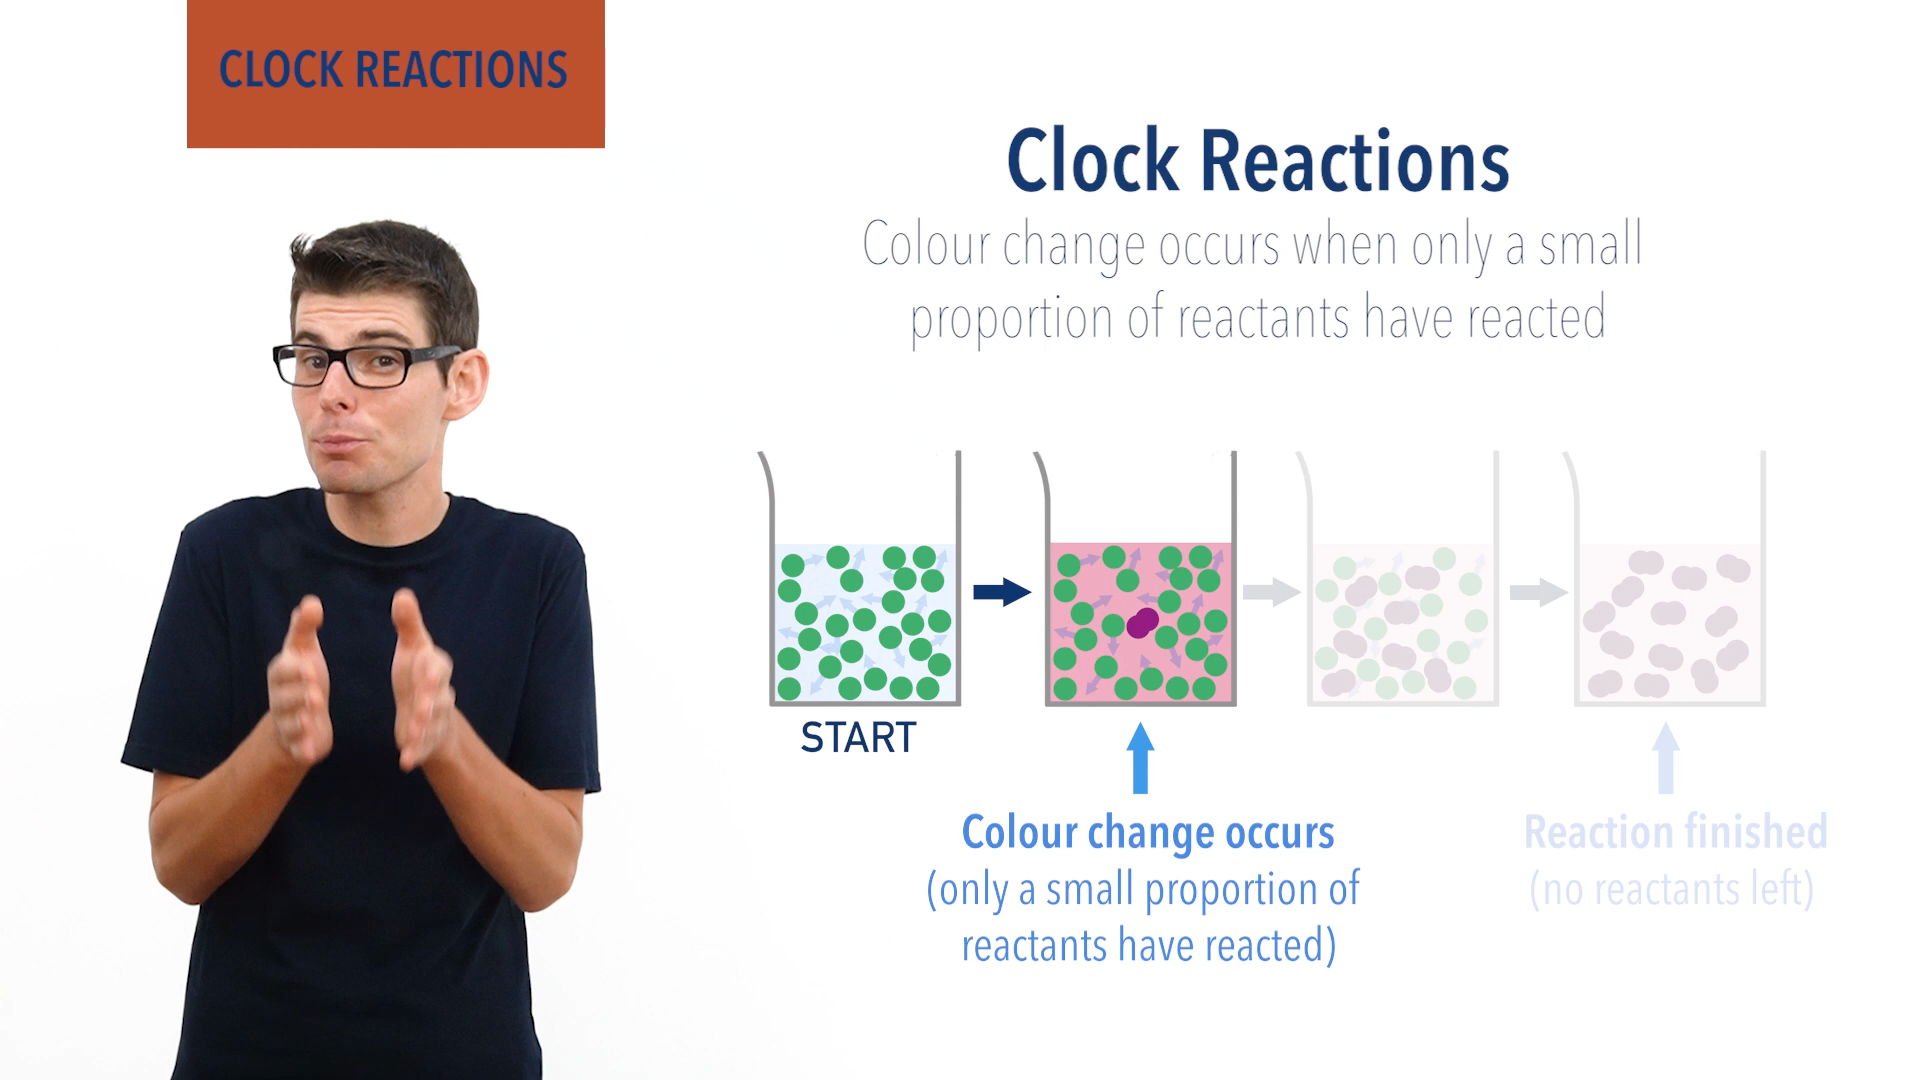 CLOCK REACTIONS
Clock Reactions
Colour change occurs when only a small
proportion of reactants have reacted
START
Colour change occurs
(only a small proportion of
reactants have reacted)
Reaction finished
(no reactants left)